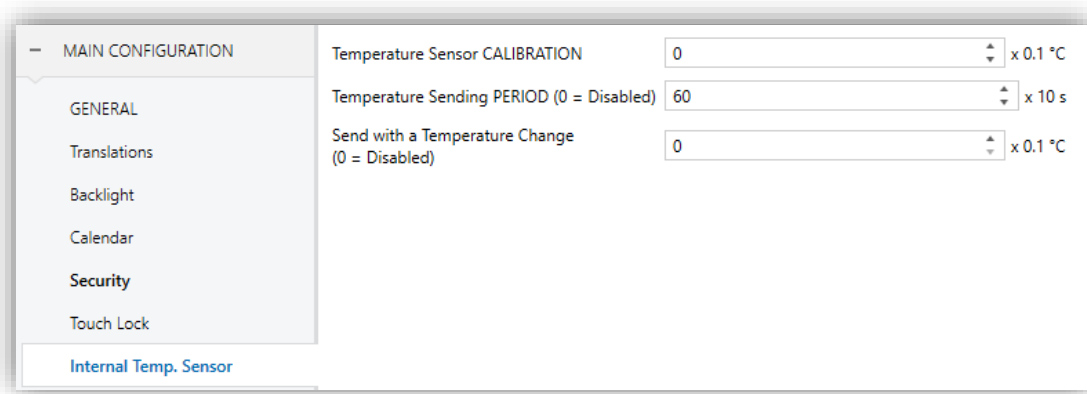 − MAIN CONFIGURATION
GENERAL
Translations
Backlight
Calendar
Security
Touch Lock
Internal Temp. Sensor
Temperature Sensor CALIBRATION 0 x 0.1 °C
Temperature Sending PERIOD (0 = Disabled) 60 x 10 s
Send with a Temperature Change
(0 = Disabled) 0 x 0.1 °C